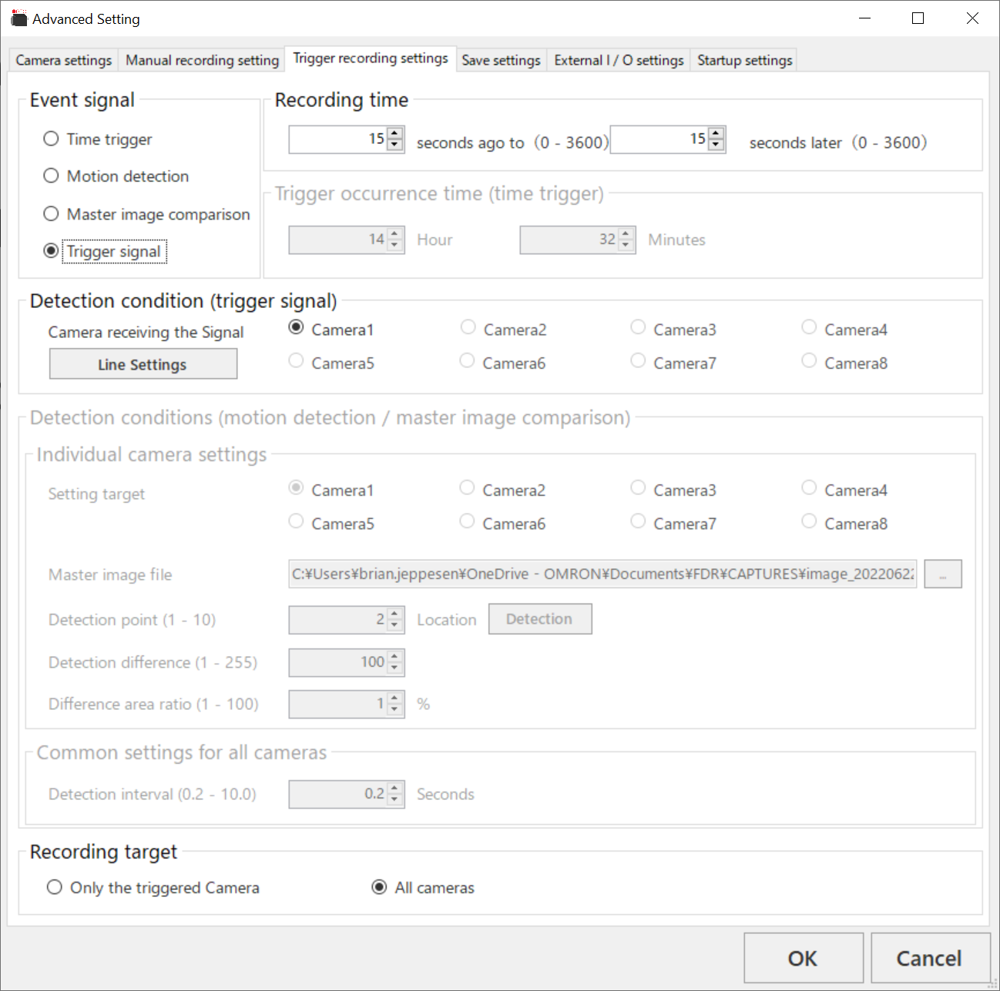 Advanced Setting
Camera settings Manual recording setting Trigger recording settings Save settings External I / O settings Startup settings
Event signal
Time trigger
Motion detection
Master image comparison
Trigger signal
Recording time
15 seconds ago to (0 - 3600) 15 seconds later (0 - 3600)
Trigger occurrence time (time trigger)
14 Hour 32 Minutes
Detection condition (trigger signal)
Camera receiving the Signal
Line Settings
Camera1 Camera2 Camera3 Camera4
Camera5 Camera6 Camera7 Camera8
Detection conditions (motion detection / master image comparison)
Individual camera settings
Setting target
Camera1 Camera2 Camera3 Camera4
Camera5 Camera6 Camera7 Camera8
Master image file C:¥Users¥brian.jeppesen¥OneDrive - OMRON¥Documents¥FDR¥CAPTURES¥image_20220622 ...
Detection point (1 - 10) 2 Location Detection
Detection difference (1 - 255) 100
Difference area ratio (1 - 100) 1 %
Common settings for all cameras
Detection interval (0.2 - 10.0) 0.2 Seconds
Recording target
Only the triggered Camera All cameras
OK Cancel